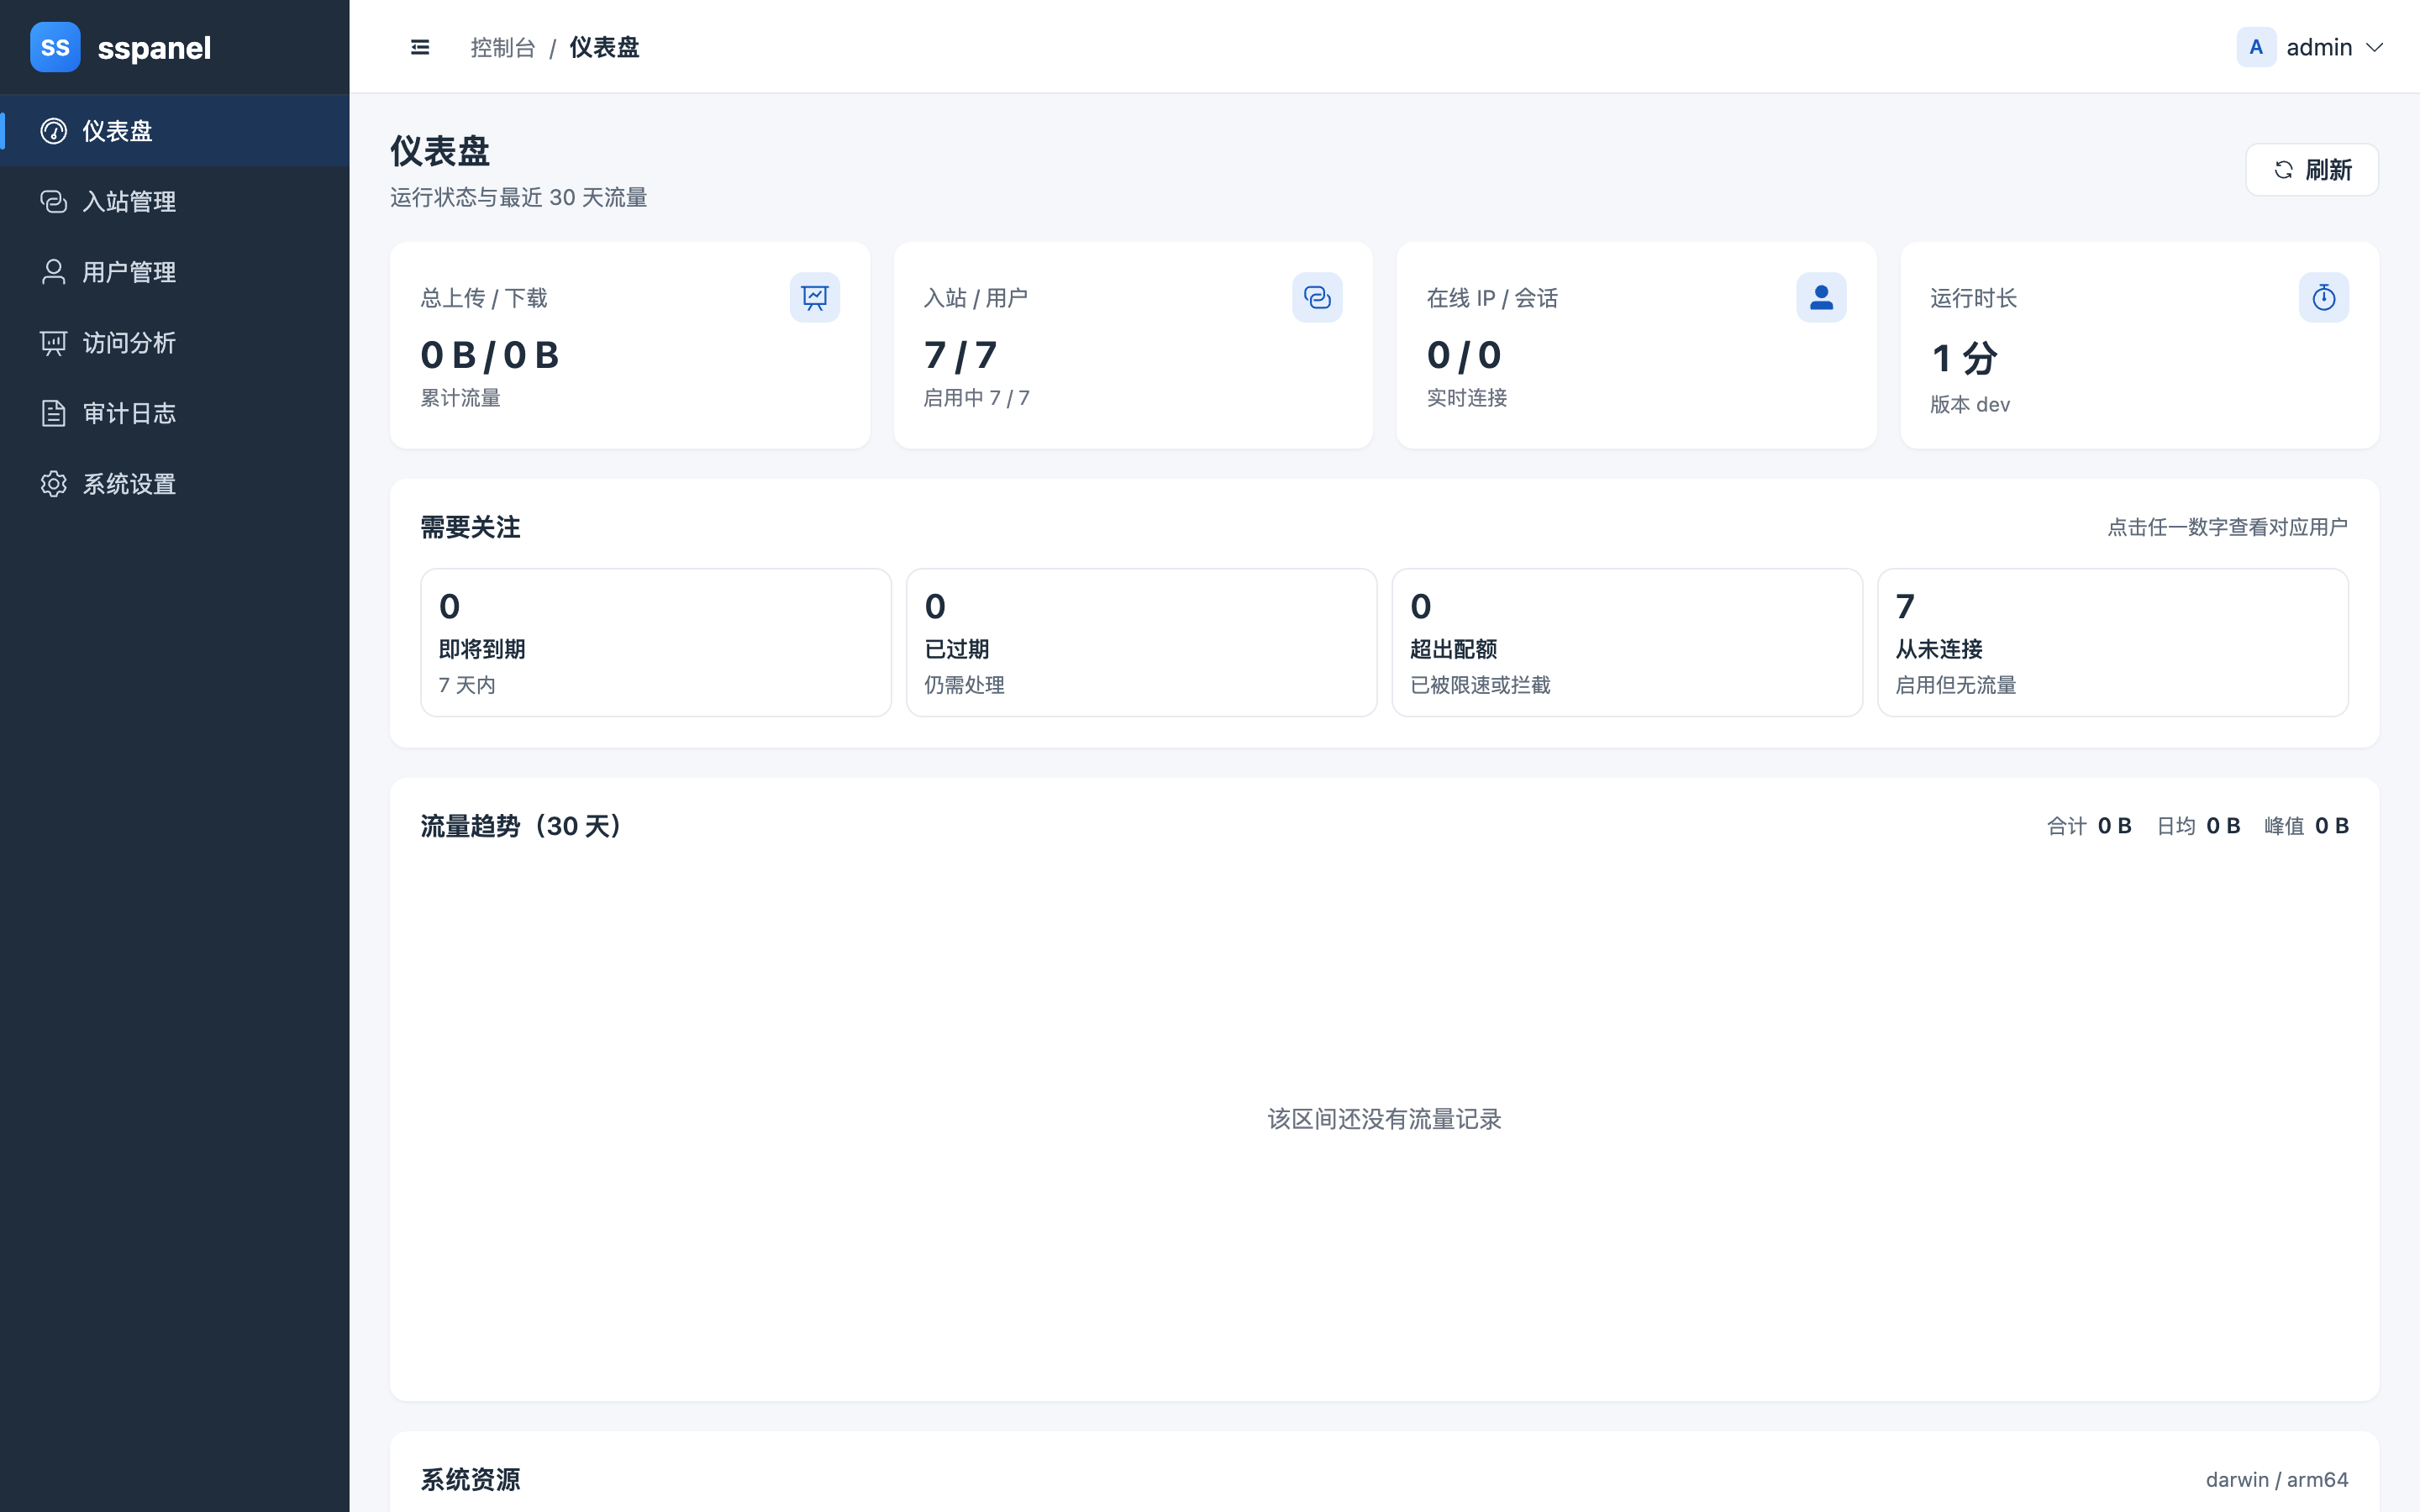 SS sspanel
仪表盘
入站管理
用户管理
访问分析
审计日志
系统设置
控制台 / 仪表盘
A admin
仪表盘
运行状态与最近 30 天流量
刷新
总上传 / 下载
0 B / 0 B
累计流量
入站 / 用户
7 / 7
启用中 7 / 7
在线 IP / 会话
0 / 0
实时连接
运行时长
1 分
版本 dev
需要关注
点击任一数字查看对应用户
0
即将到期
7 天内
0
已过期
仍需处理
0
超出配额
已被限速或拦截
7
从未连接
启用但无流量
流量趋势（30 天）
合计 0 B 日均 0 B 峰值 0 B
该区间还没有流量记录
系统资源
darwin / arm64